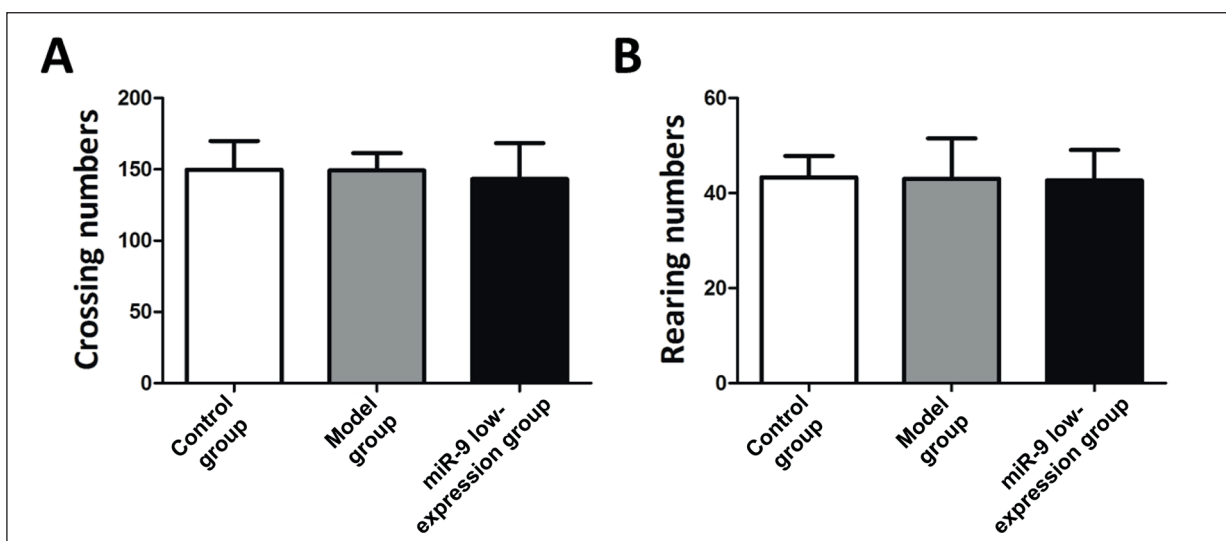 A
Crossing numbers
200
150
100
50
0
Control
group
Model
group
miR-9 low-
expression group
B
Rearing numbers
60
40
20
0
Control
group
Model
group
miR-9 low-
expression group